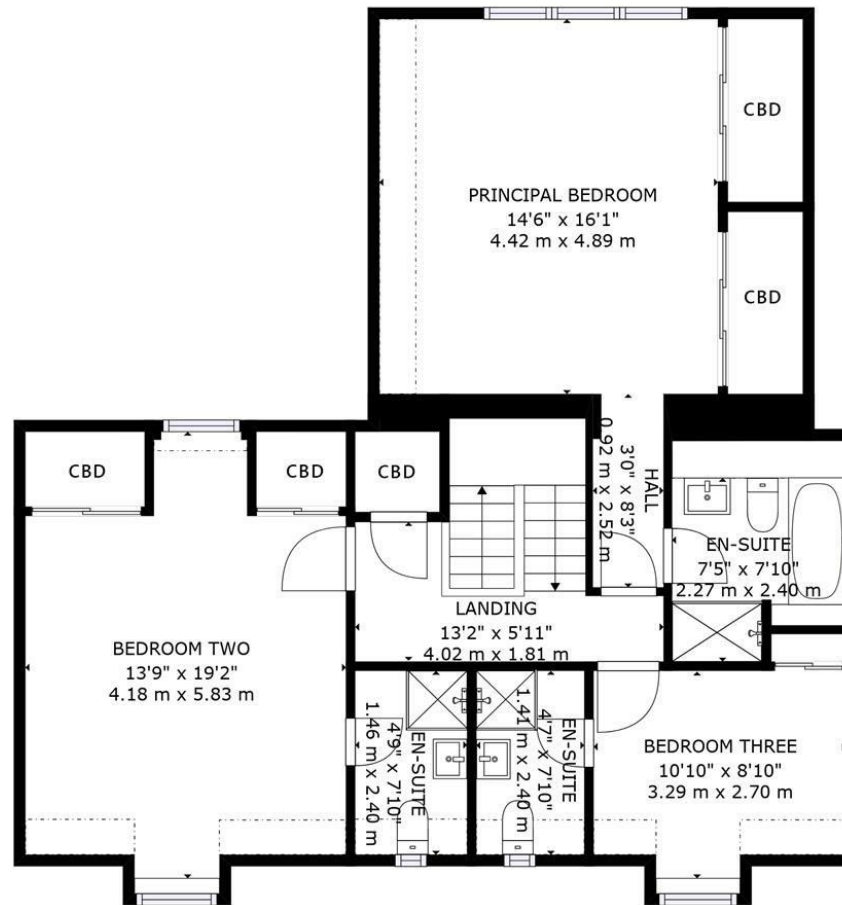 CBD
PRINCIPAL BEDROOM
14'6" x 16'1"
4.42 m x 4.89 m
CBD
CBD
CBD
CBD
HALL
3'0" x 8'3"
0.92 m x 2.52 m
EN-SUITE
7'5" x 7'10"
2.27 m x 2.40 m
LANDING
13'2" x 5'11"
4.02 m x 1.81 m
BEDROOM TWO
13'9" x 19'2"
4.18 m x 5.83 m
EN-SUITE
4'9" x 7'10"
1.46 m x 2.40 m
EN-SUITE
4'7" x 7'10"
1.41 m x 2.40 m
BEDROOM THREE
10'10" x 8'10"
3.29 m x 2.70 m